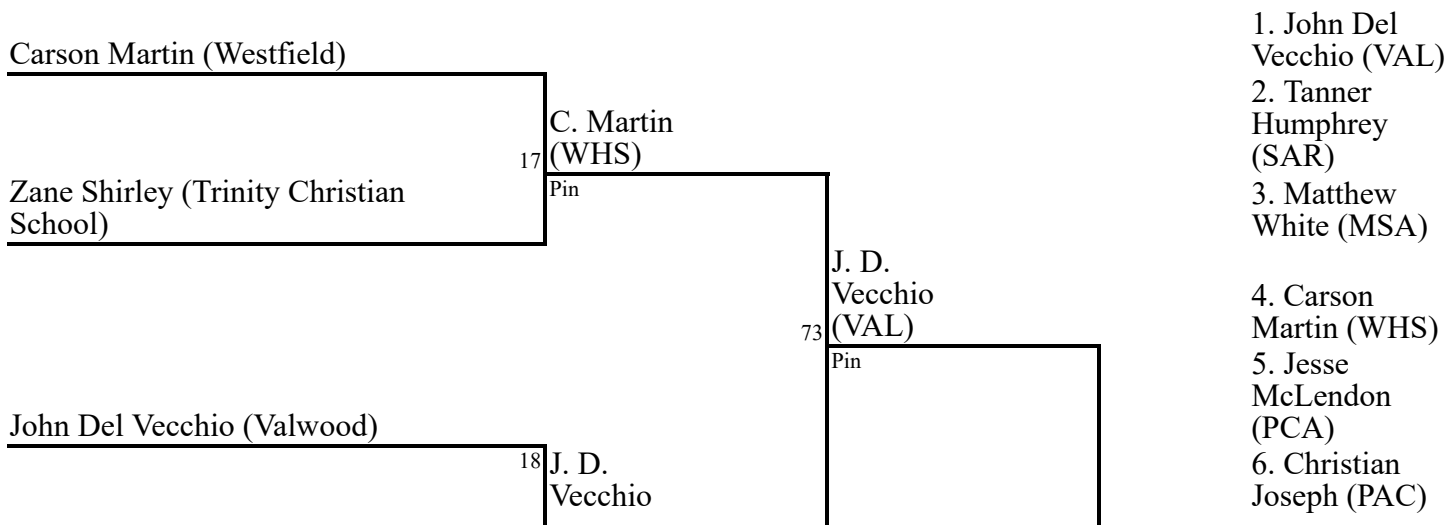 Carson Martin (Westfield)
C. Martin
17 (WHS)
Pin
Zane Shirley (Trinity Christian
School)
J. D.
Vecchio
73 (VAL)
Pin
John Del Vecchio (Valwood)
18 J. D.
Vecchio
1. John Del
Vecchio (VAL)
2. Tanner
Humphrey
(SAR)
3. Matthew
White (MSA)
4. Carson
Martin (WHS)
5. Jesse
McLendon
(PCA)
6. Christian
Joseph (PAC)